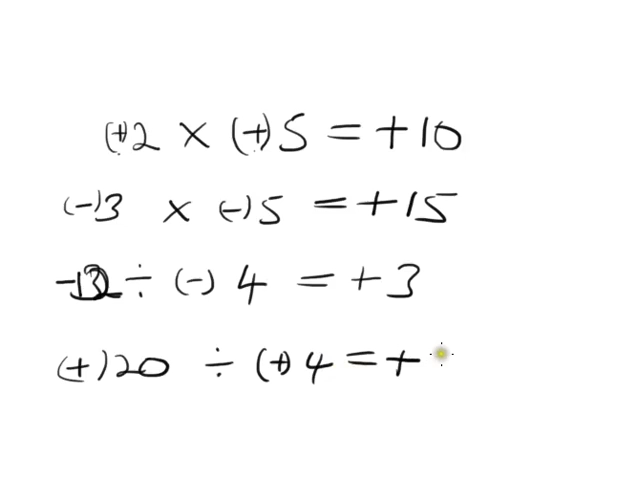 (+)2 × (+)5 = +10
(-)3 × (-)5 = +15
-12 ÷ (-) 4 = +3
(+)20 ÷ (+) 4 = +